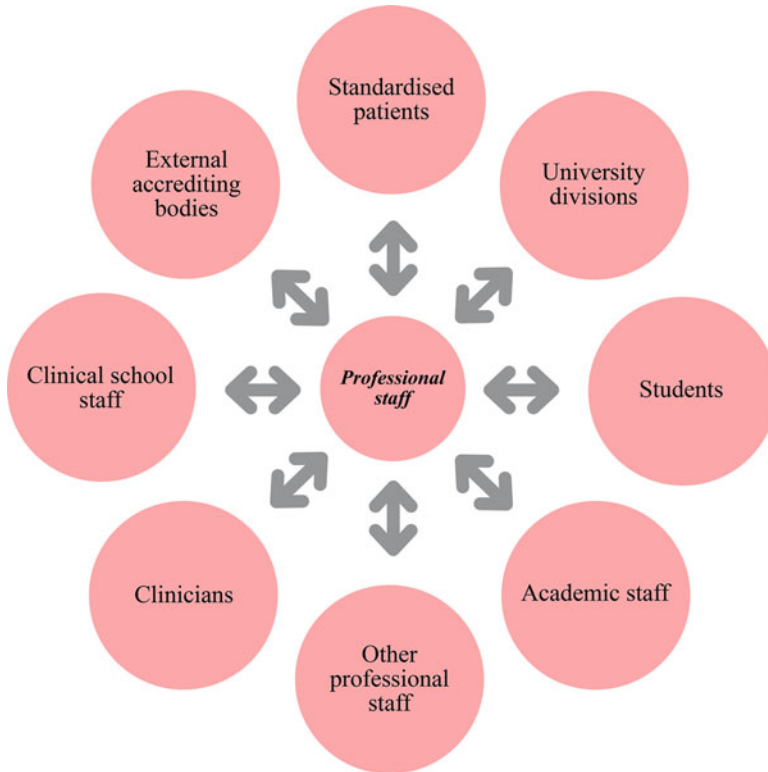 Standardised
patients
External
accrediting
bodies
University
divisions
Clinical school
staff
Professional
staff
Students
Clinicians
Academic staff
Other
professional
staff